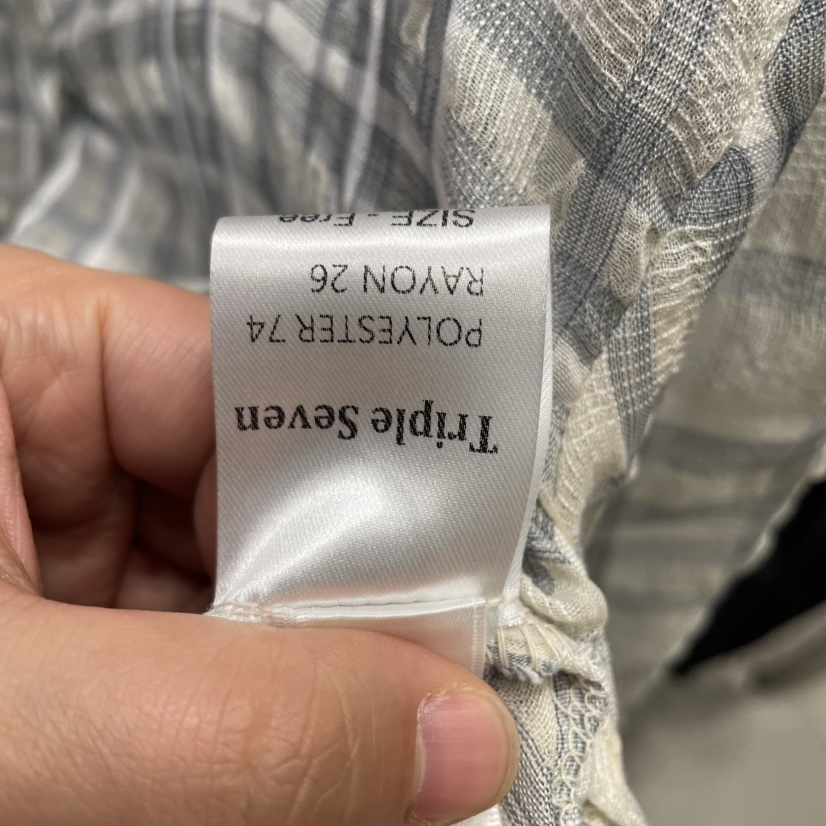 Triple Seven
POLYESTER 74
RAYON 26
SIZE - Free